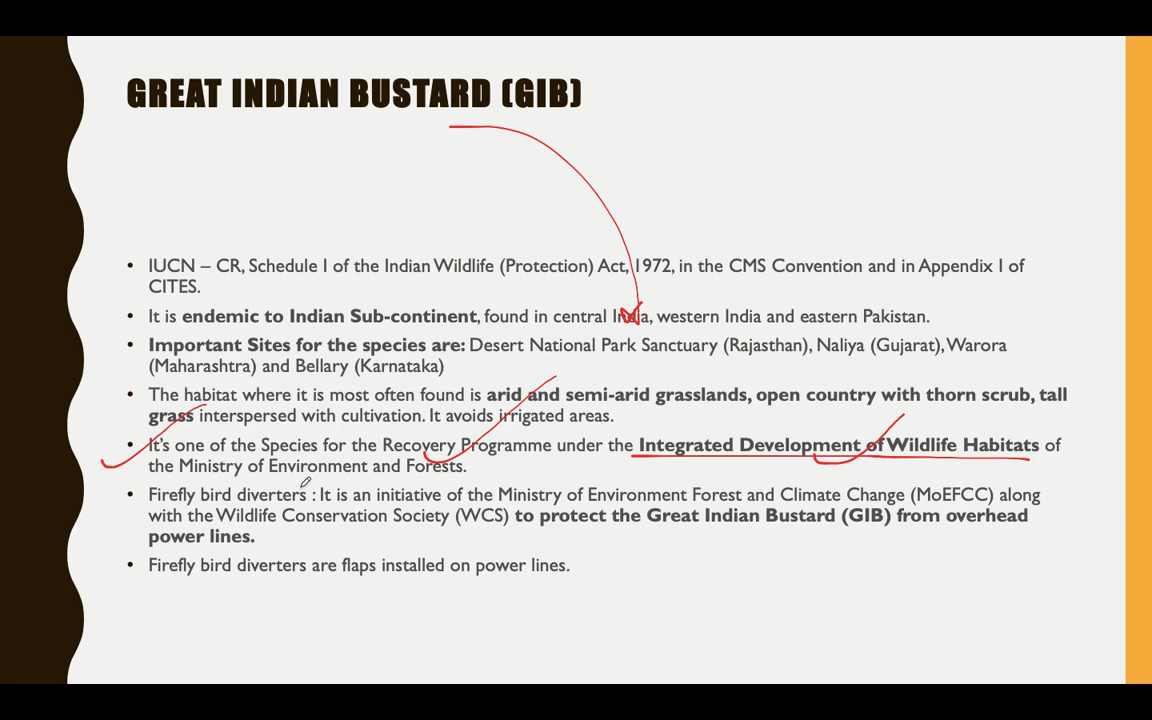 GREAT INDIAN BUSTARD (GIB)
• IUCN – CR, Schedule I of the Indian Wildlife (Protection) Act, 1972, in the CMS Convention and in Appendix I of
CITES.
• It is endemic to Indian Sub-continent, found in central India, western India and eastern Pakistan.
• Important Sites for the species are: Desert National Park Sanctuary (Rajasthan), Naliya (Gujarat), Warora
(Maharashtra) and Bellary (Karnataka)
• The habitat where it is most often found is arid and semi-arid grasslands, open country with thorn scrub, tall
grass interspersed with cultivation. It avoids irrigated areas.
• It's one of the Species for the Recovery Programme under the Integrated Development of Wildlife Habitats of
the Ministry of Environment and Forests.
• Firefly bird diverters : It is an initiative of the Ministry of Environment Forest and Climate Change (MoEFCC) along
with the Wildlife Conservation Society (WCS) to protect the Great Indian Bustard (GIB) from overhead
power lines.
• Firefly bird diverters are flaps installed on power lines.